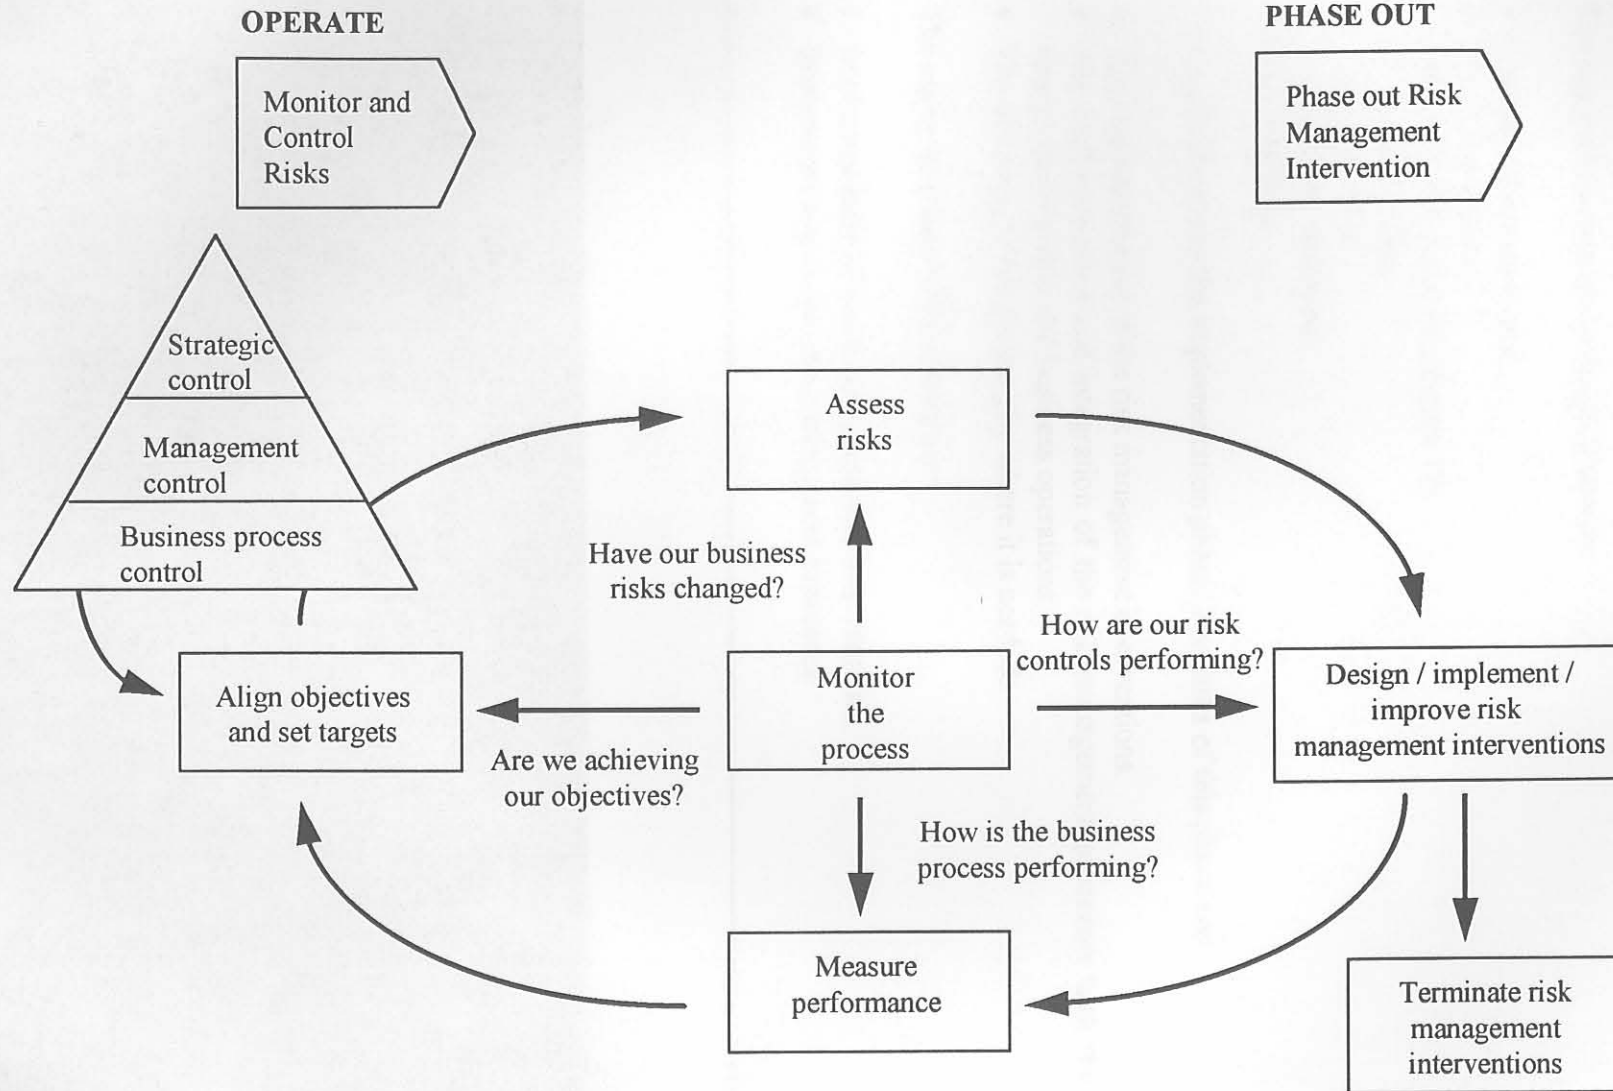 OPERATE
PHASE OUT
Monitor and
Control
Risks
Phase out Risk
Management
Intervention
Strategic
control
Management
control
Business process
control
Assess
risks
Have our business
risks changed?
How are our risk
controls performing?
Align objectives
and set targets
Monitor
the
process
Design / implement /
improve risk
management interventions
Are we achieving
our objectives?
How is the business
process performing?
Measure
performance
Terminate risk
management
interventions